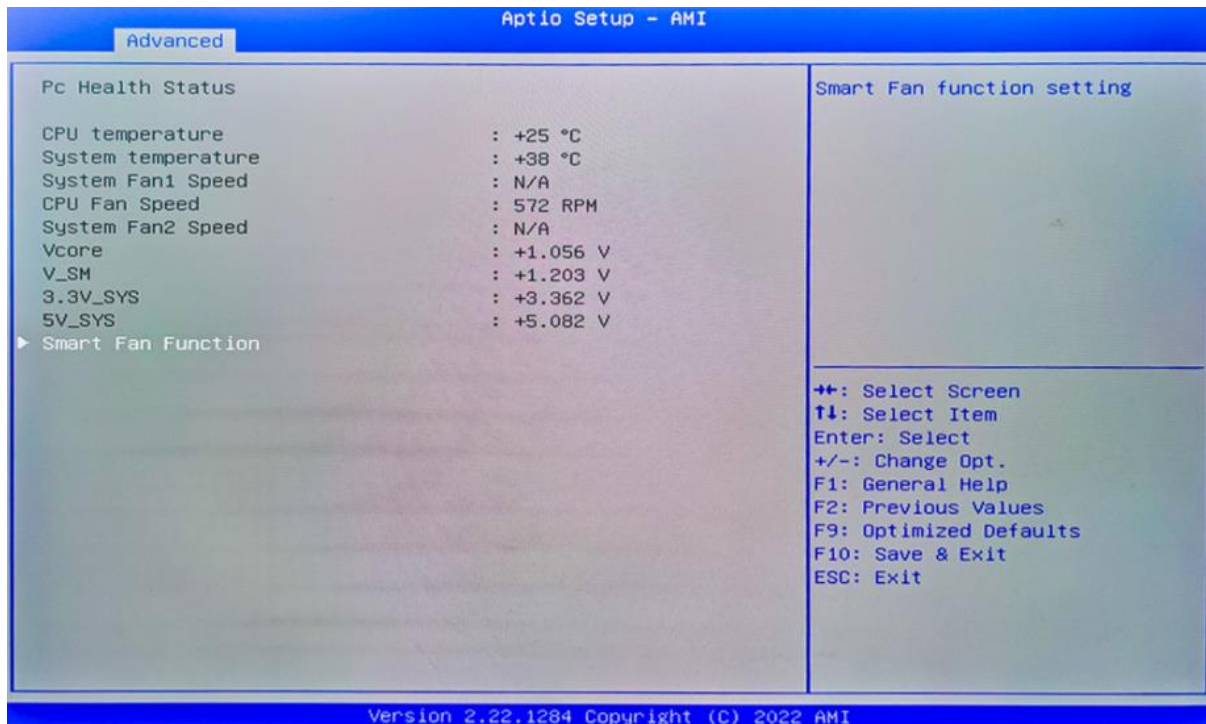 Aptio Setup - AMI
Advanced
Pc Health Status
CPU temperature : +25 °C
System temperature : +38 °C
System Fan1 Speed : N/A
CPU Fan Speed : 572 RPM
System Fan2 Speed : N/A
Vcore : +1.056 V
V_SM : +1.203 V
3.3V_SYS : +3.362 V
5V_SYS : +5.082 V
▶ Smart Fan Function
Smart Fan function setting
→←: Select Screen
↑↓: Select Item
Enter: Select
+/-: Change Opt.
F1: General Help
F2: Previous Values
F9: Optimized Defaults
F10: Save & Exit
ESC: Exit
Version 2.22.1284 Copyright (C) 2022 AMI